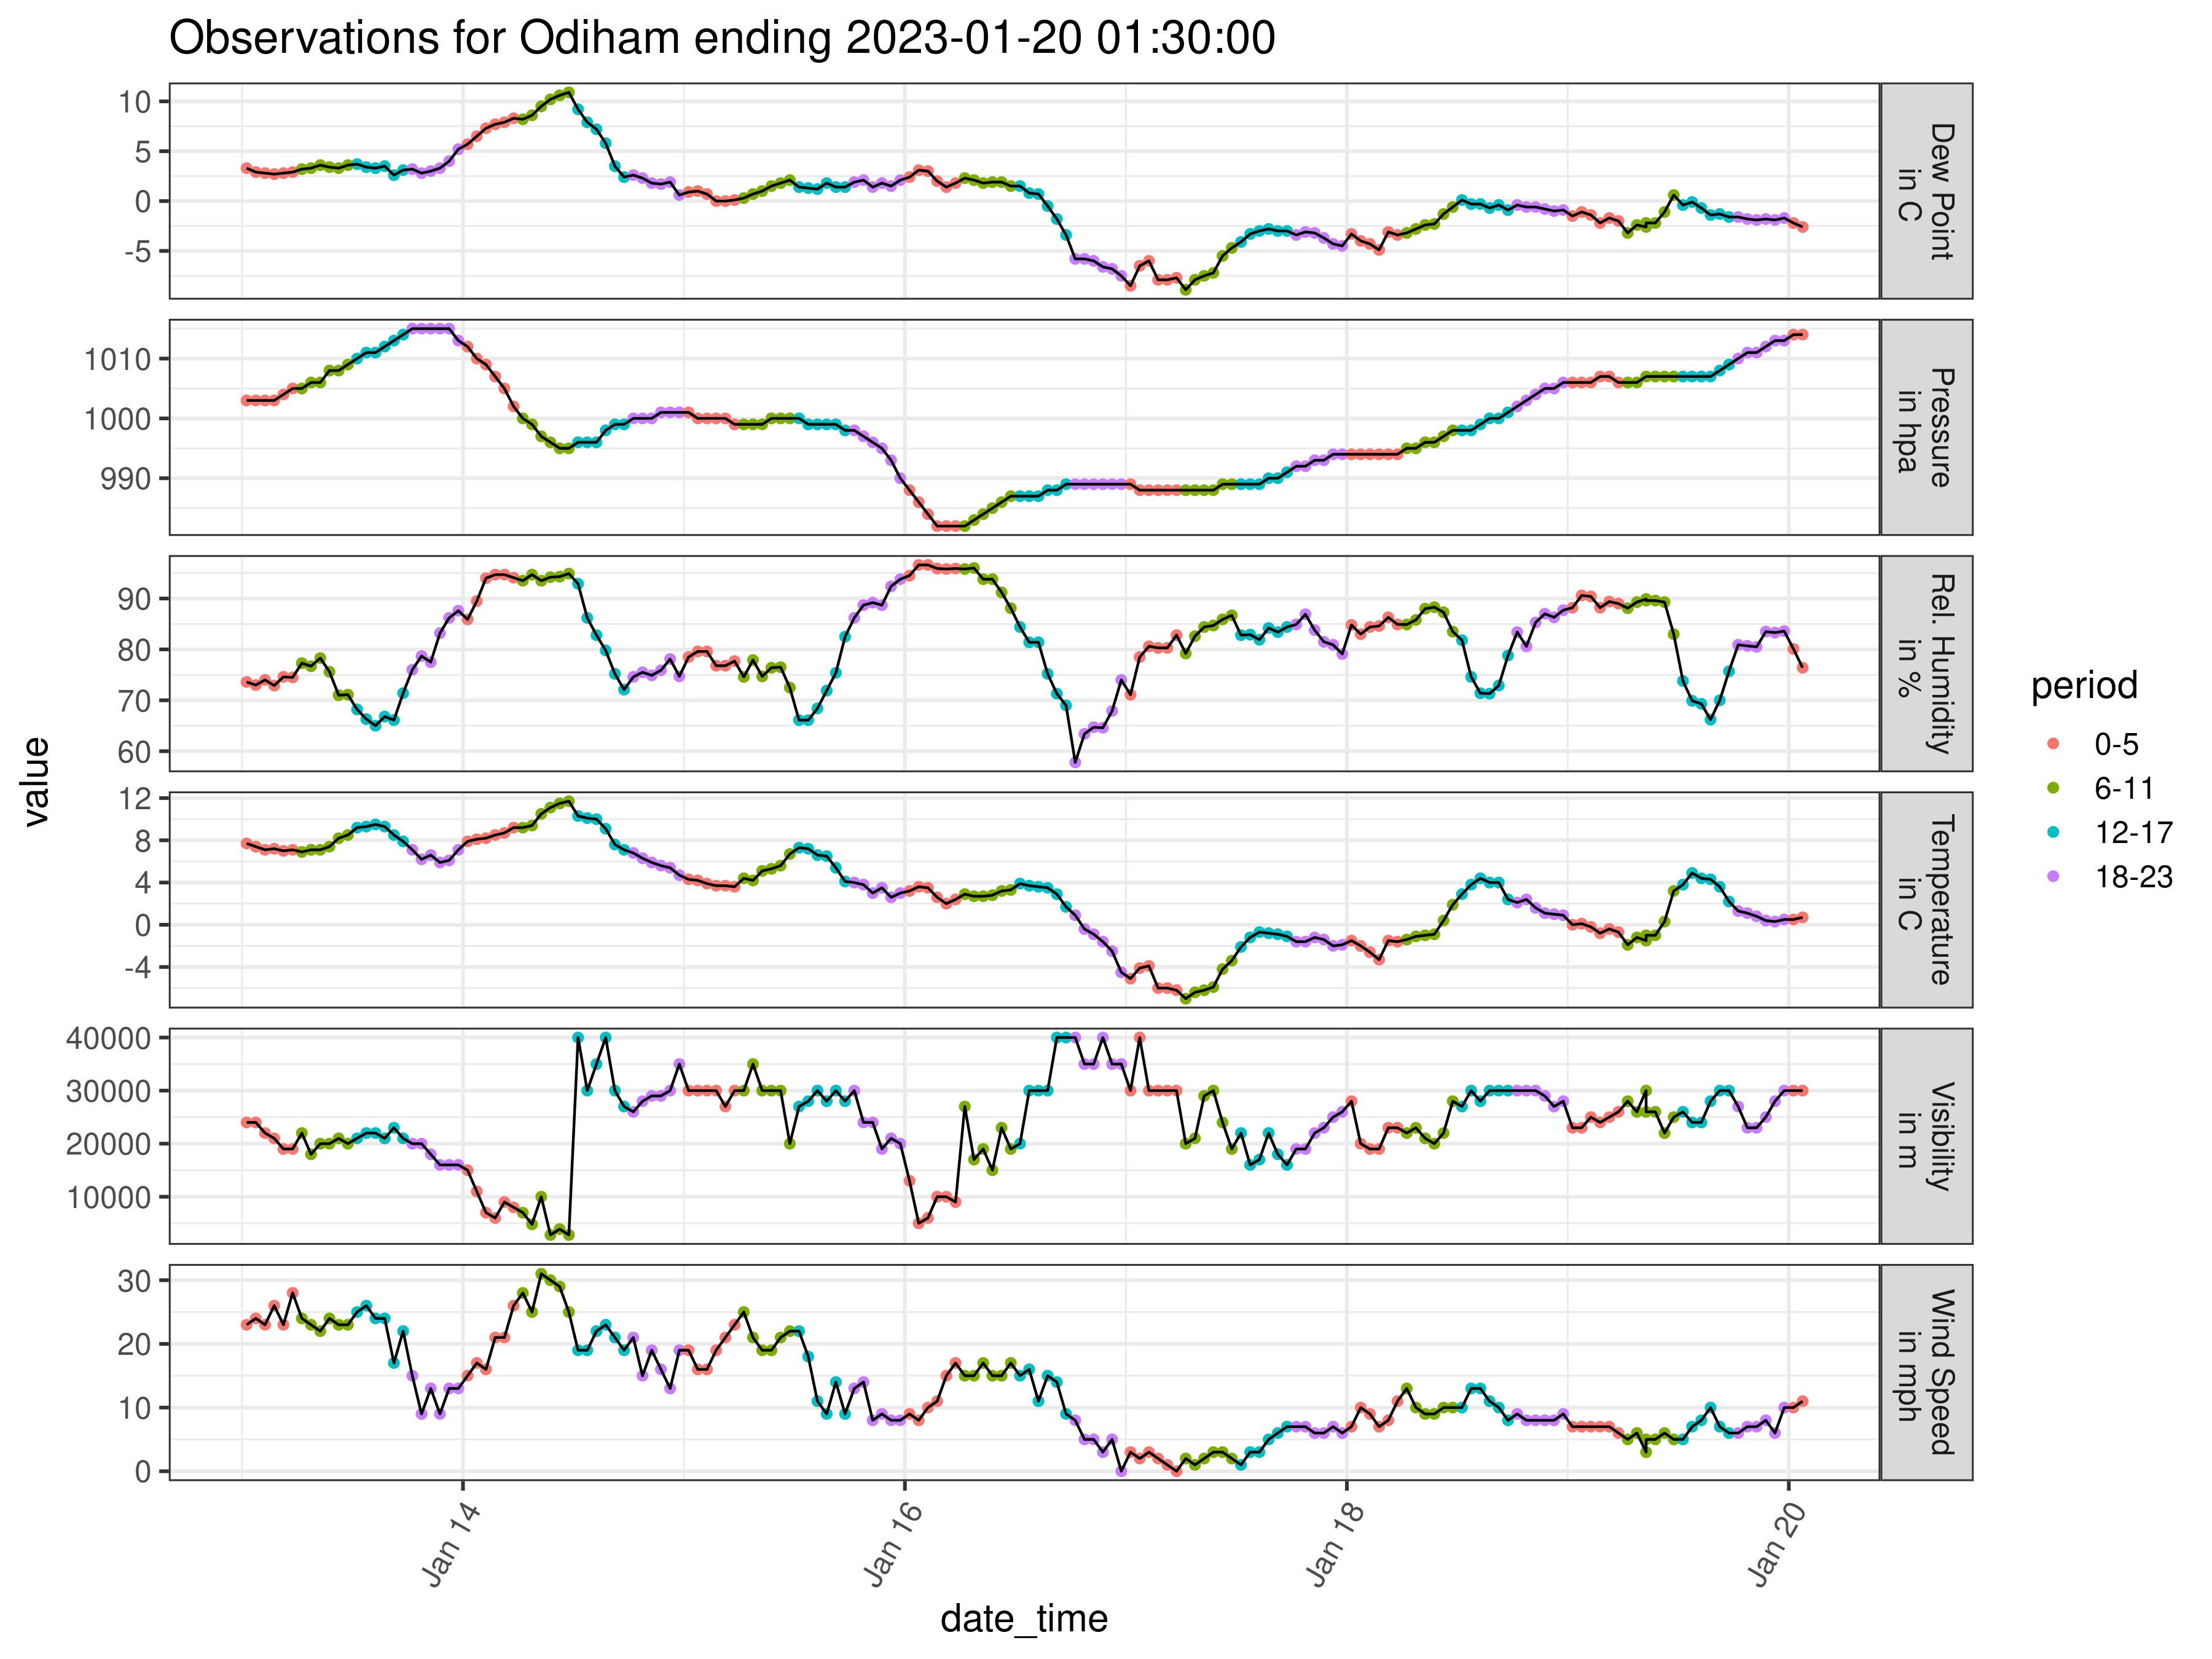 Observations for Odiham ending 2023-01-20 01:30:00
value
10
5
0
-5
Dew Point
in C
1010
1000
990
Pressure
in hpa
90
80
70
60
Rel. Humidity
in %
12
8
4
0
-4
Temperature
in C
40000
30000
20000
10000
Visibility
in m
30
20
10
0
Wind Speed
in mph
Jan 14
Jan 16
Jan 18
Jan 20
date_time
period
0-5
6-11
12-17
18-23